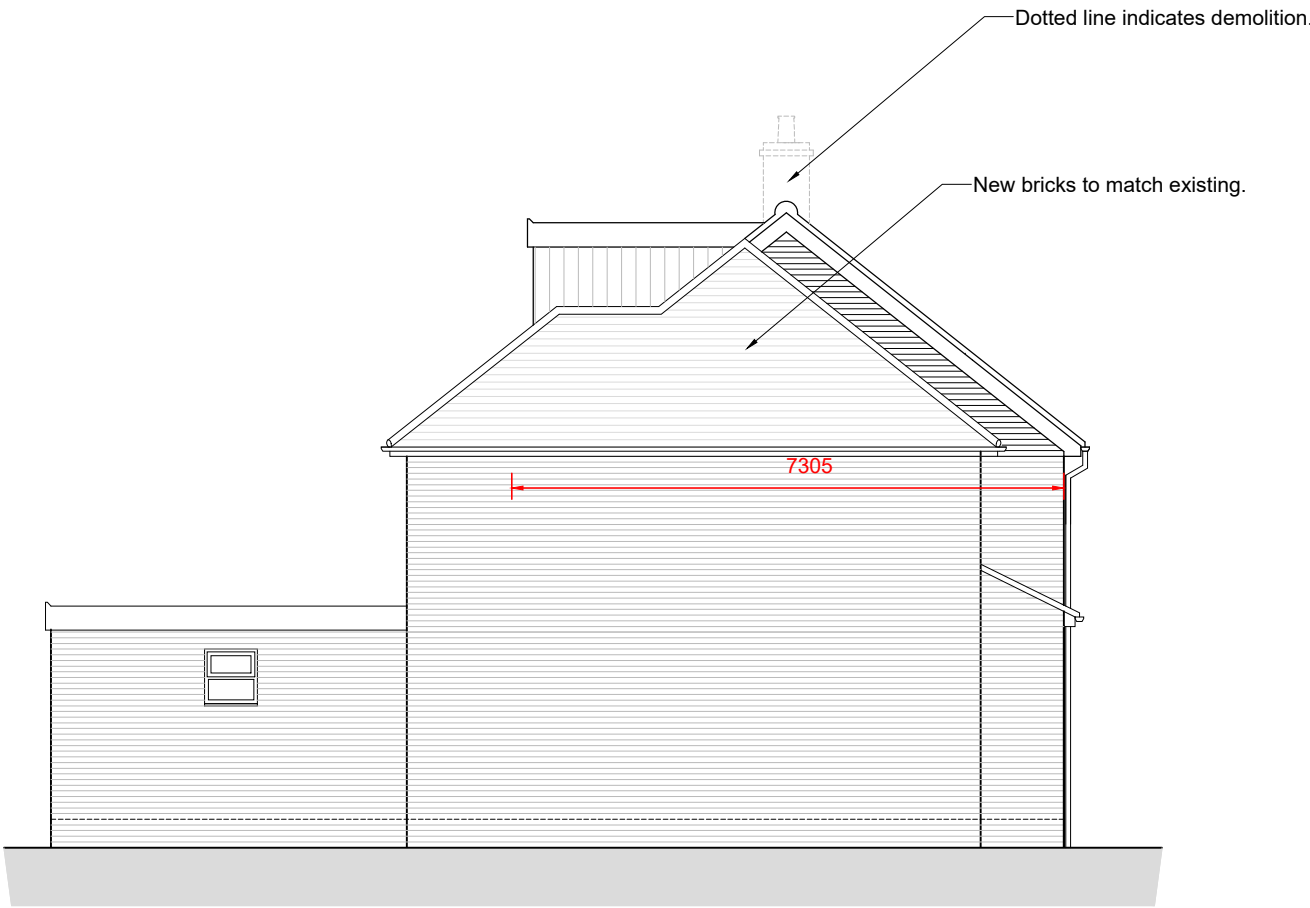 Dotted line indicates demolition.
New bricks to match existing.
7305